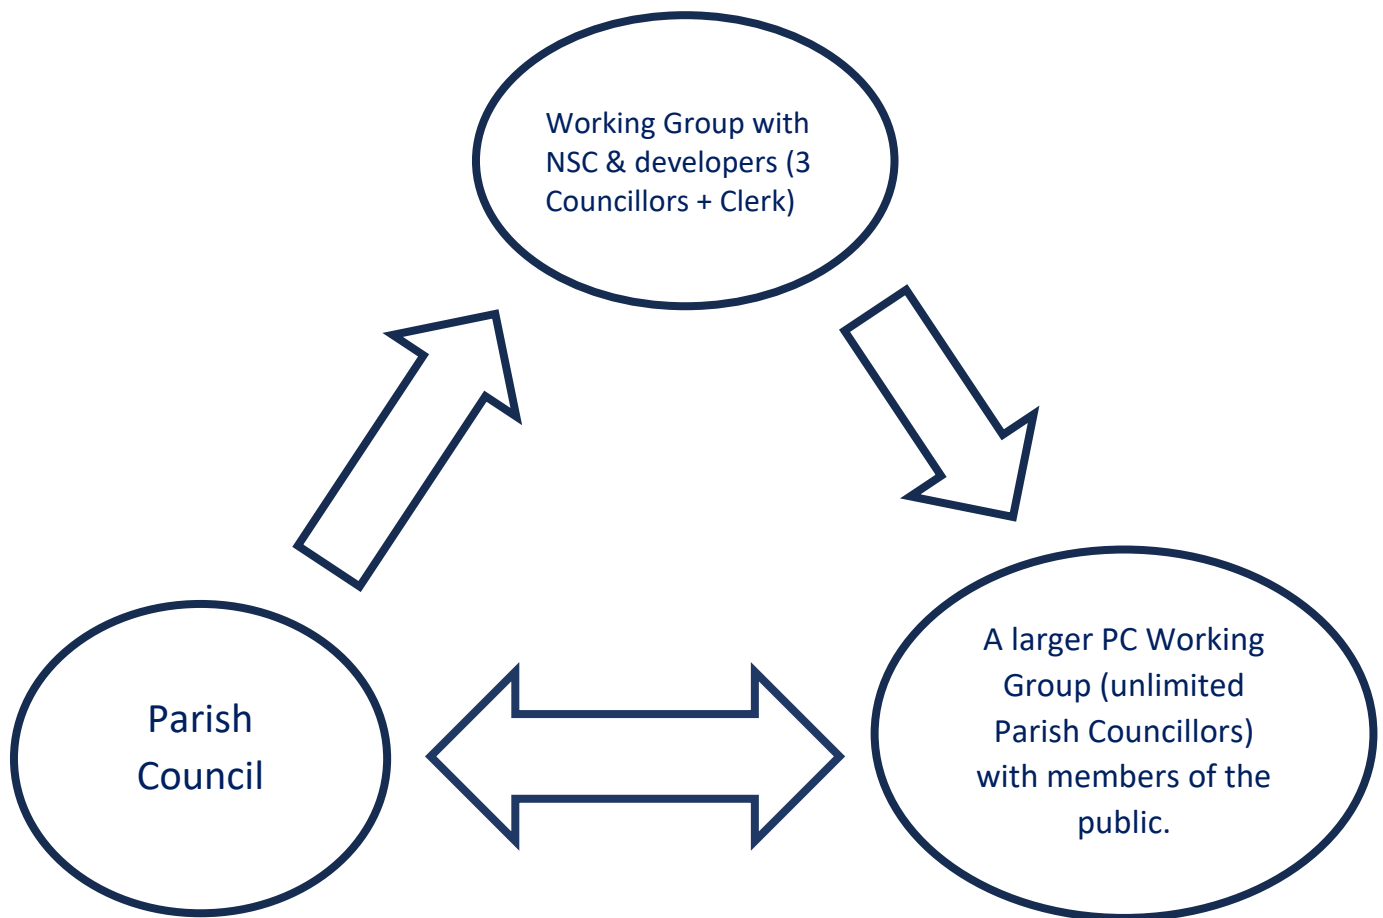 Working Group with
NSC & developers (3
Councillors + Clerk)
Parish
Council
A larger PC Working
Group (unlimited
Parish Councillors)
with members of the
public.